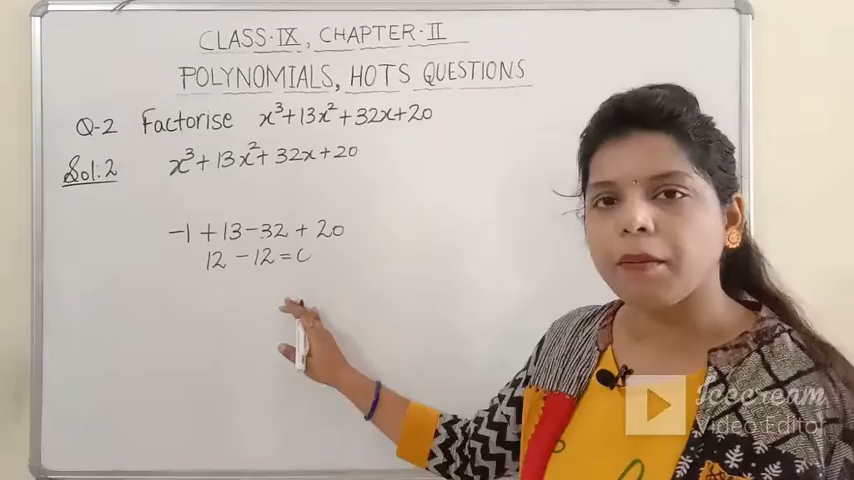 CLASS-IX, CHAPTER-II
POLYNOMIALS, HOTS QUESTIONS
Q-2 Factorise x³+13x²+32x+20
Sol:2 x³+13x²+32x+20
-1+13-32+20
12-12=0
Icecream
Video Editor